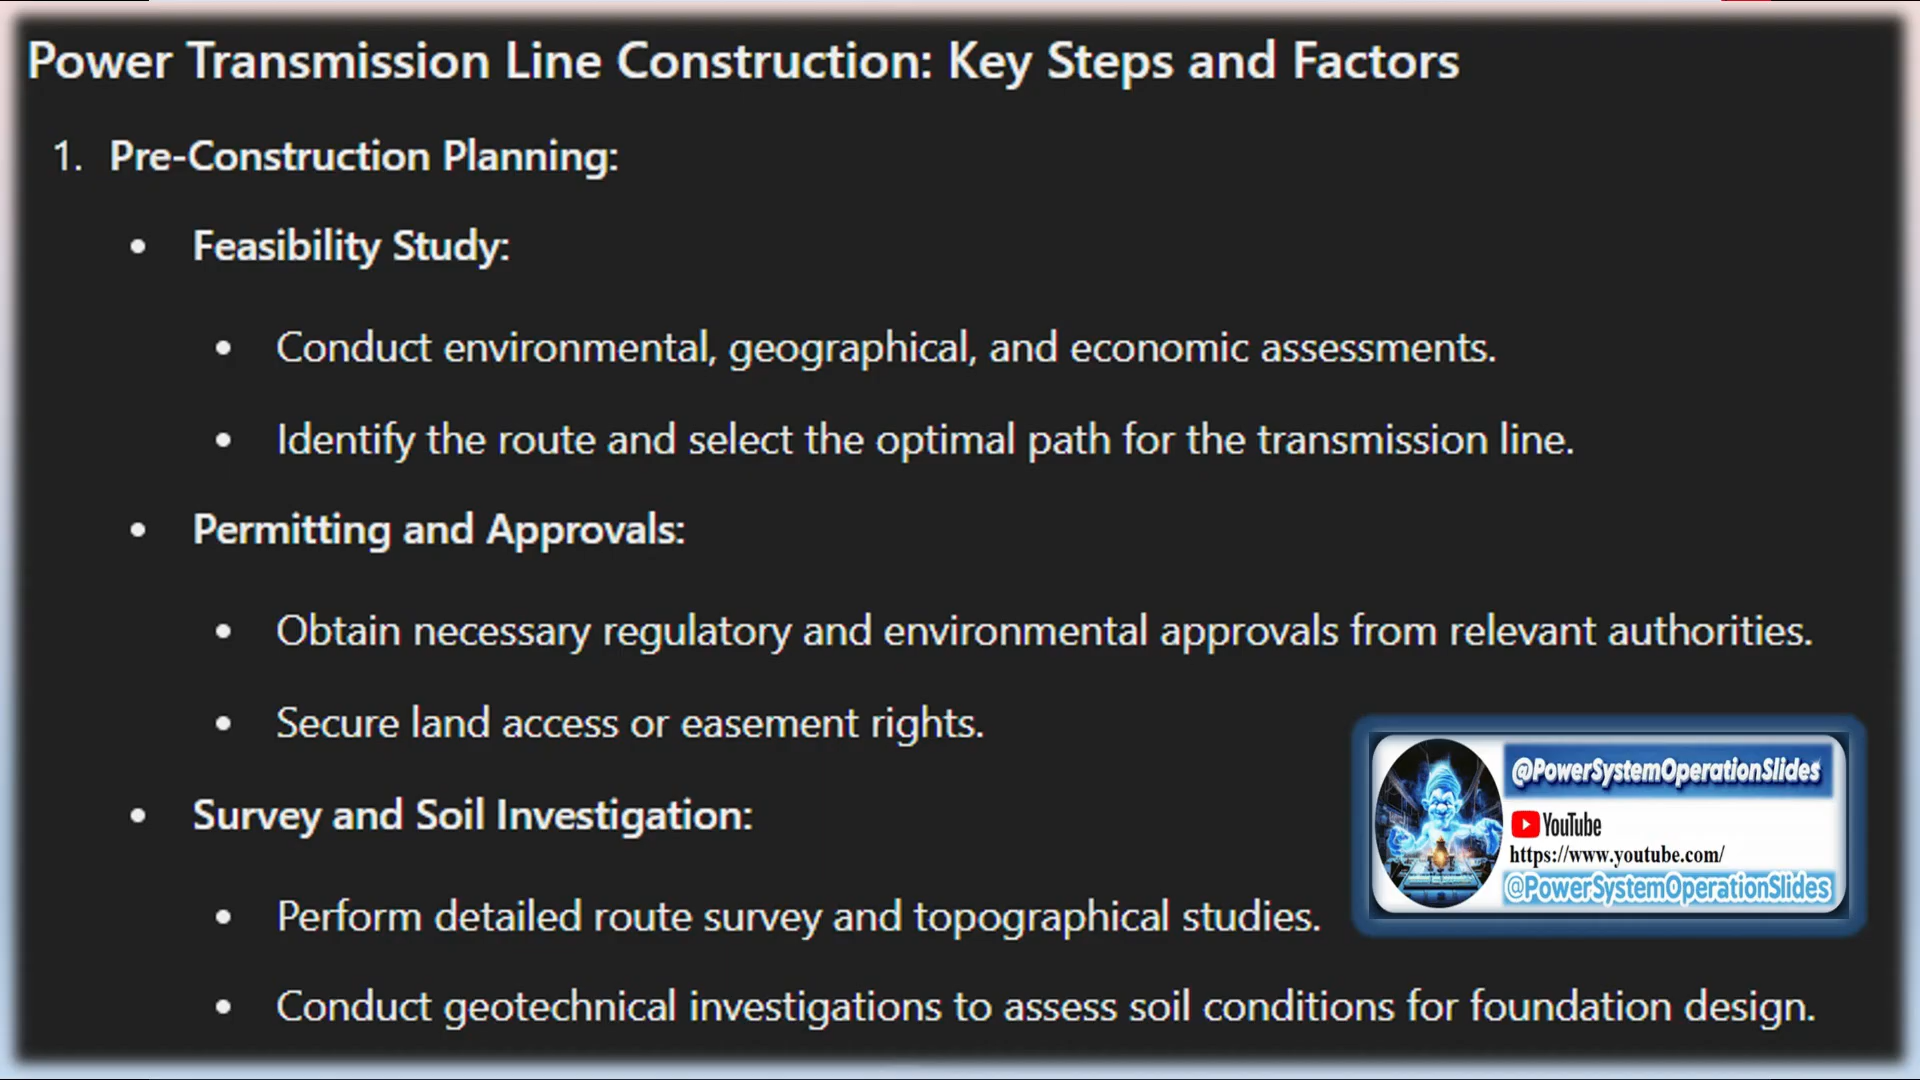 Power Transmission Line Construction: Key Steps and Factors
1. Pre-Construction Planning:
• Feasibility Study:
• Conduct environmental, geographical, and economic assessments.
• Identify the route and select the optimal path for the transmission line.
• Permitting and Approvals:
• Obtain necessary regulatory and environmental approvals from relevant authorities.
• Secure land access or easement rights.
• Survey and Soil Investigation:
• Perform detailed route survey and topographical studies.
• Conduct geotechnical investigations to assess soil conditions for foundation design.
@PowerSystemOperationSlides
YouTube
https://www.youtube.com/
@PowerSystemOperationSlides